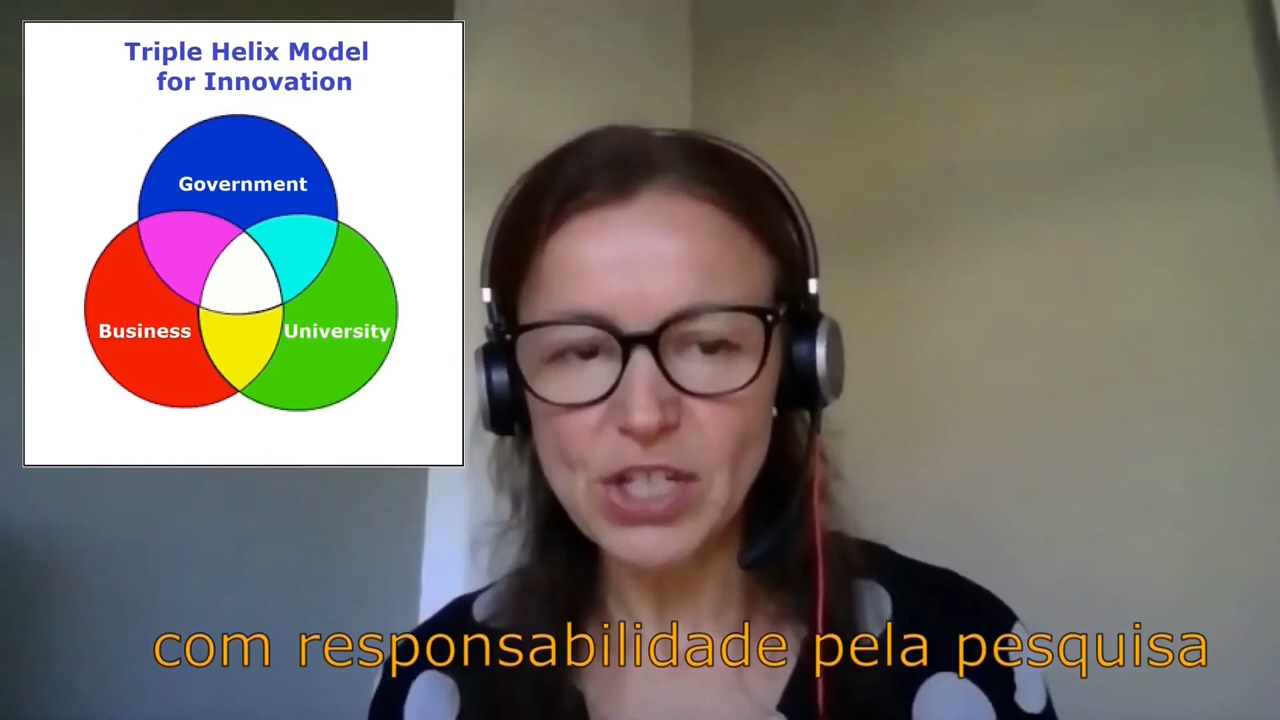 Triple Helix Model
for Innovation
Government
Business
University
com responsabilidade pela pesquisa